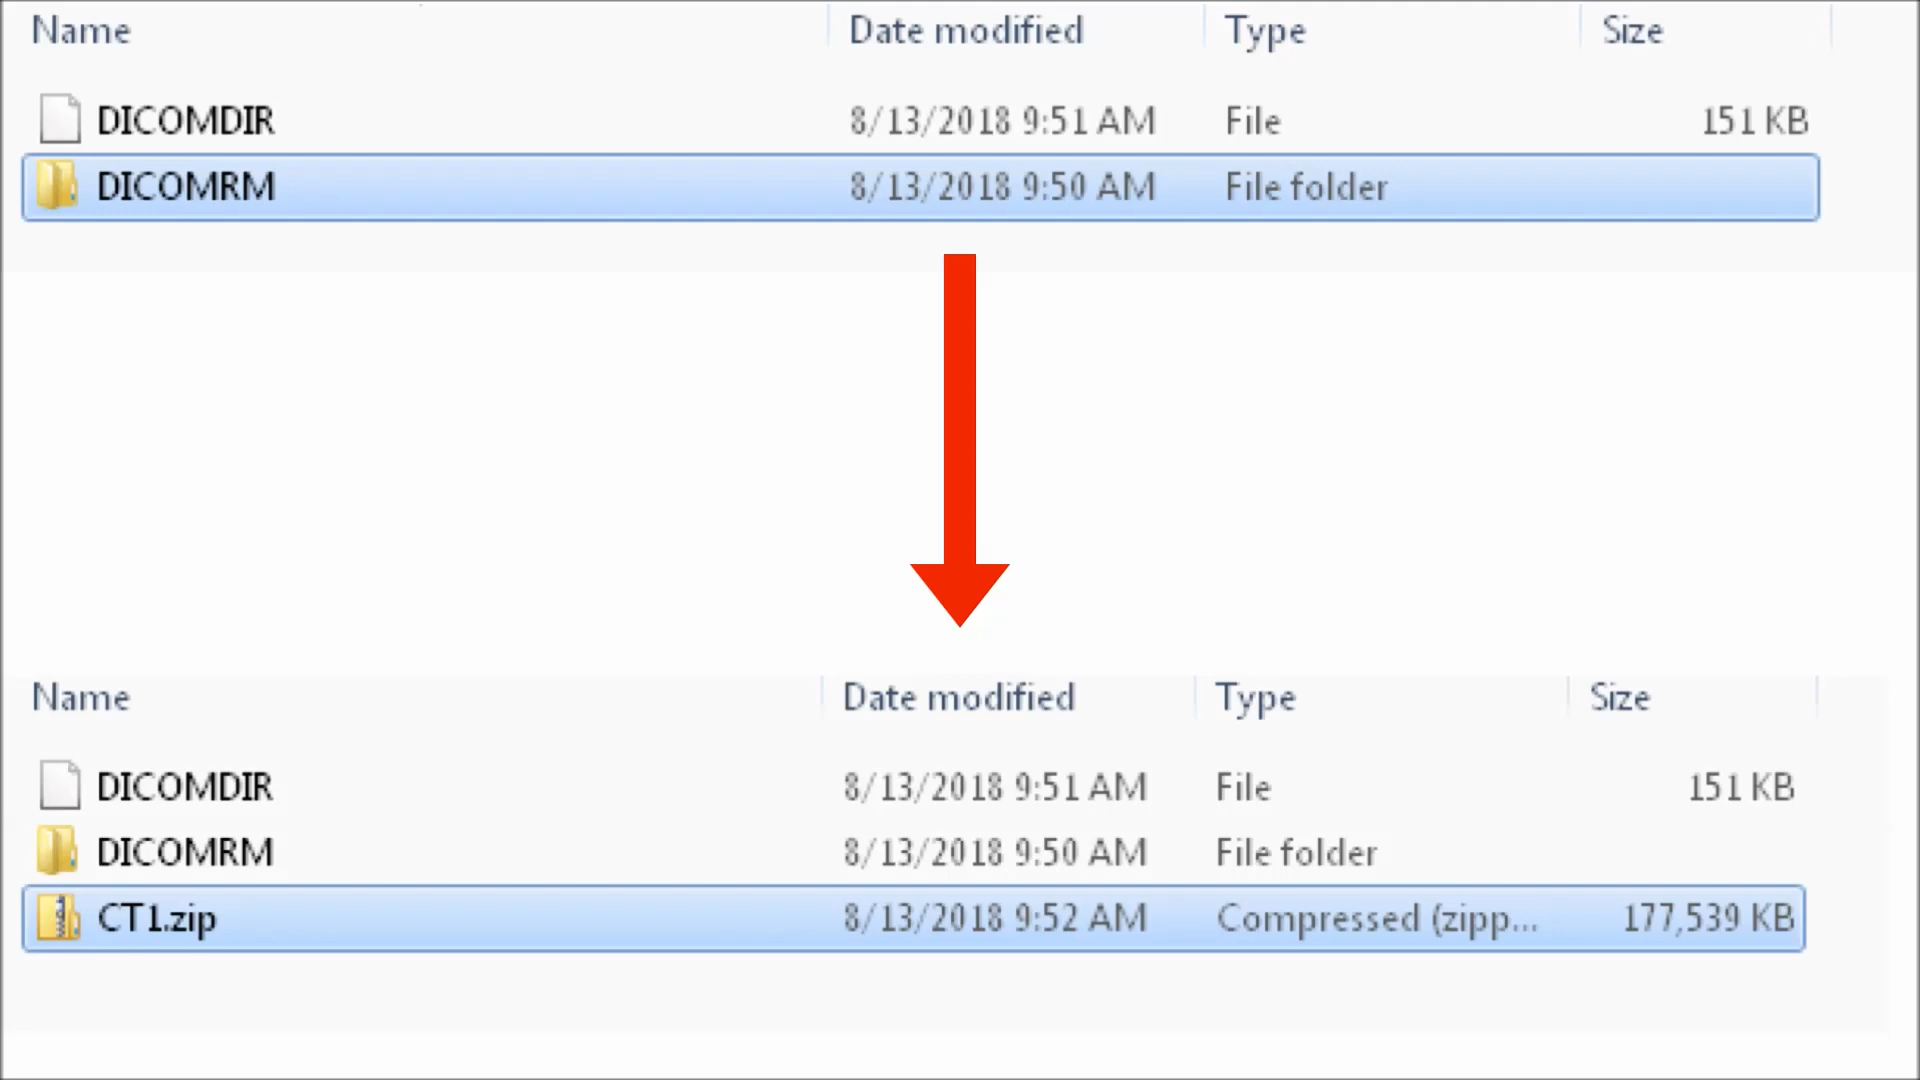 Name Date modified Type Size
DICOMDIR 8/13/2018 9:51 AM File 151 KB
DICOMRM 8/13/2018 9:50 AM File folder
Name Date modified Type Size
DICOMDIR 8/13/2018 9:51 AM File 151 KB
DICOMRM 8/13/2018 9:50 AM File folder
CT1.zip 8/13/2018 9:52 AM Compressed (zipp... 177,539 KB